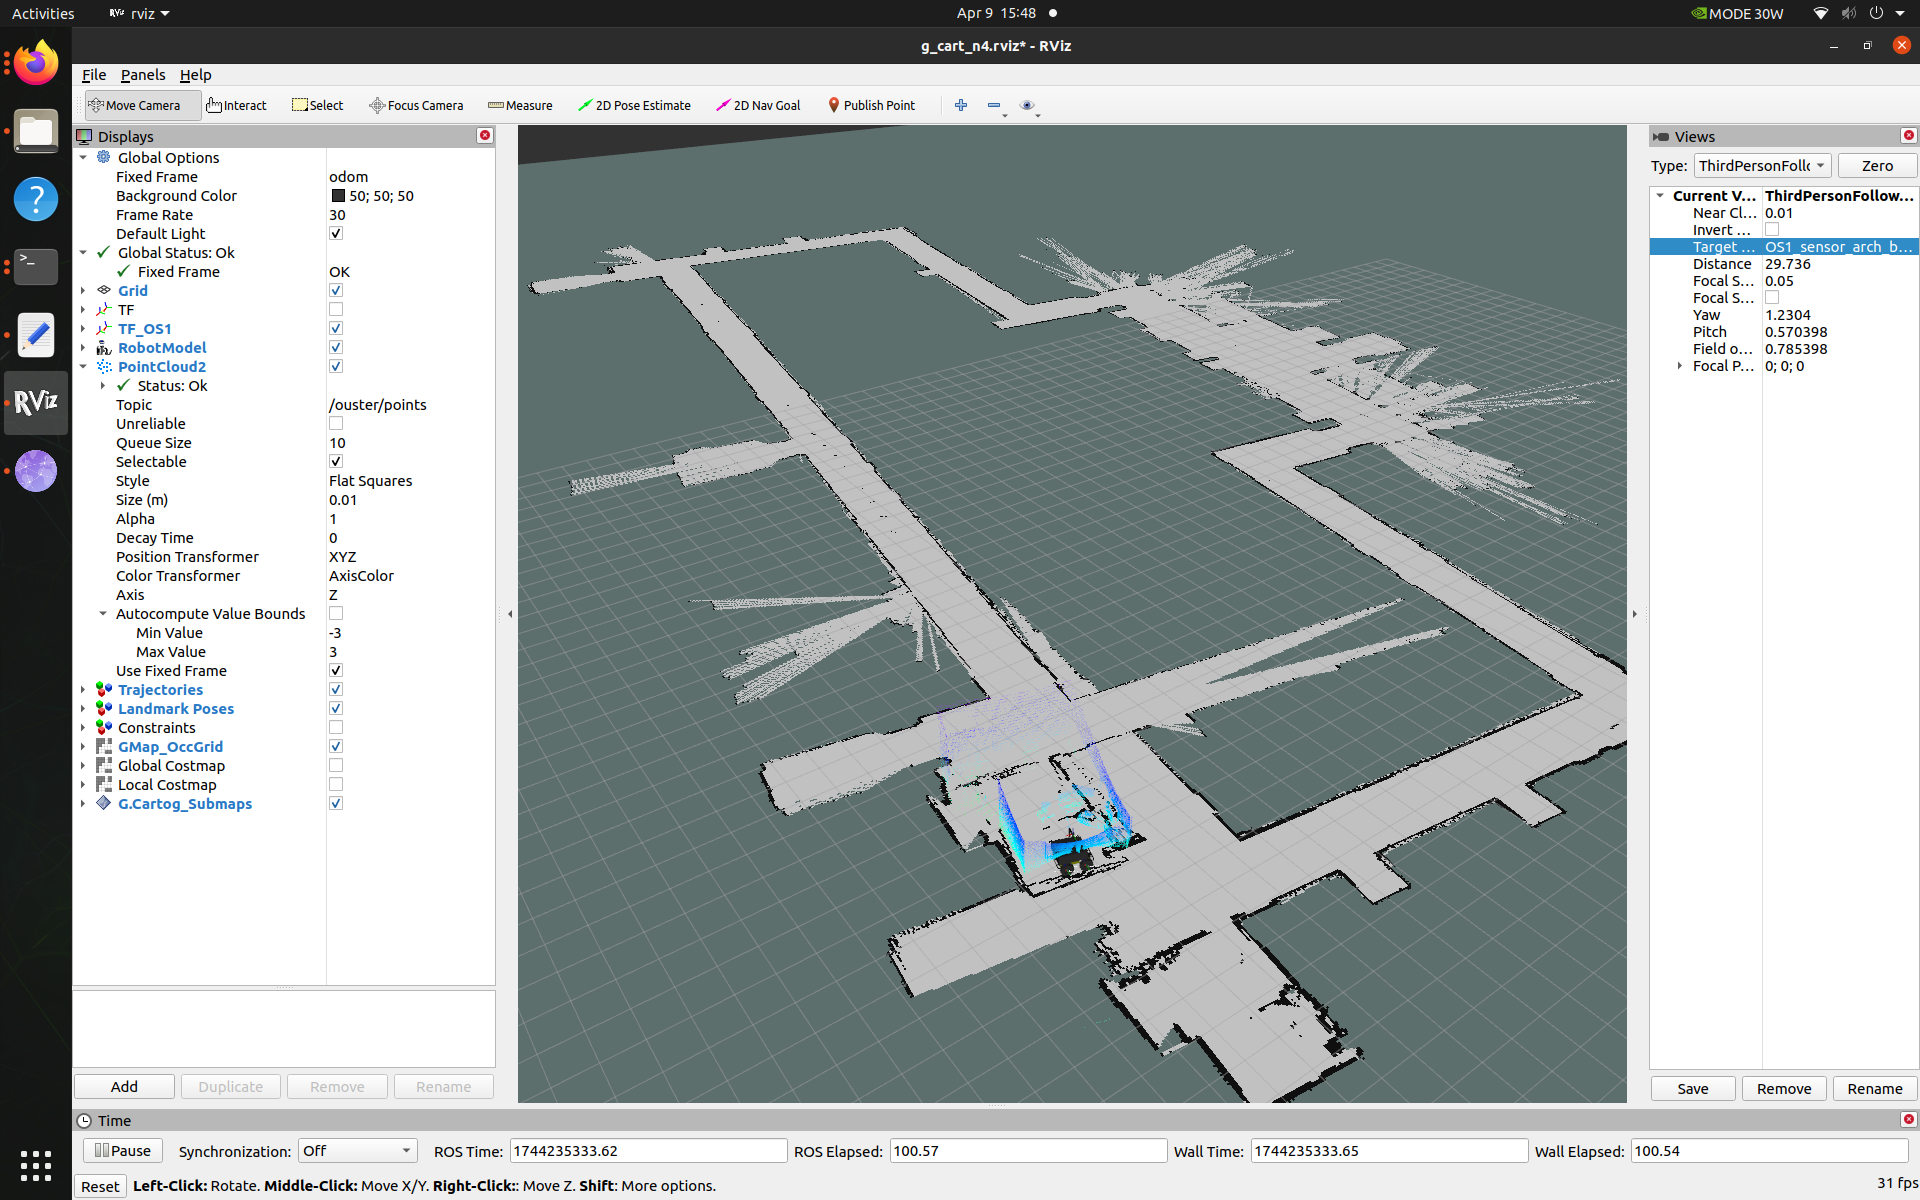 Activities
rviz
Apr 9 15:48
MODE 30W
g_cart_n4.rviz* - RViz
File Panels Help
Move Camera Interact Select Focus Camera Measure 2D Pose Estimate 2D Nav Goal Publish Point
Displays
Global Options
Fixed Frame odom
Background Color 50; 50; 50
Frame Rate 30
Default Light
Global Status: Ok
Fixed Frame OK
Grid
TF
TF_OS1
RobotModel
PointCloud2
Status: Ok
Topic /ouster/points
Unreliable
Queue Size 10
Selectable
Style Flat Squares
Size (m) 0.01
Alpha 1
Decay Time 0
Position Transformer XYZ
Color Transformer AxisColor
Axis Z
Autocompute Value Bounds
Min Value -3
Max Value 3
Use Fixed Frame
Trajectories
Landmark Poses
Constraints
GMap_OccGrid
Global Costmap
Local Costmap
G.Cartog_Submaps
Add Duplicate Remove Rename
RViz
Views
Type: ThirdPersonFollo Zero
Current V... ThirdPersonFollow...
Near Cl... 0.01
Invert ...
Target ... OS1_sensor_arch_b...
Distance 29.736
Focal S... 0.05
Focal S...
Yaw 1.2304
Pitch 0.570398
Field o... 0.785398
Focal P... 0; 0; 0
Save Remove Rename
Time
Pause Synchronization: Off ROS Time: 1744235333.62 ROS Elapsed: 100.57 Wall Time: 1744235333.65 Wall Elapsed: 100.54
Reset Left-Click: Rotate. Middle-Click: Move X/Y. Right-Click:: Move Z. Shift: More options.
31 fps